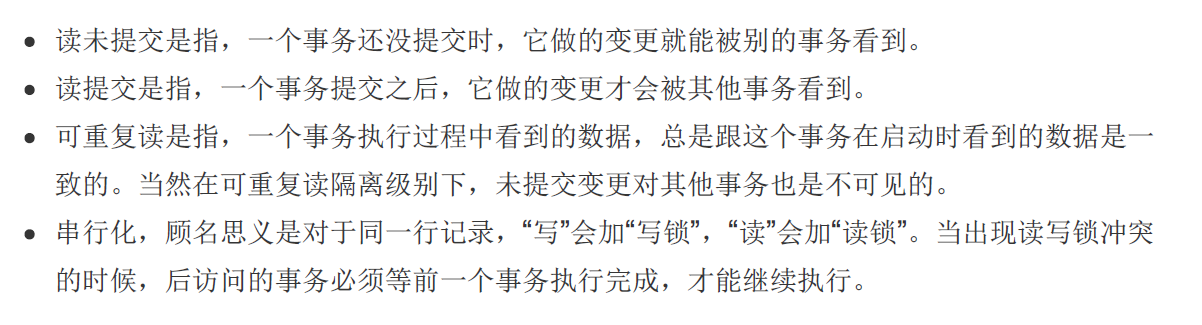 • 读未提交是指，一个事务还没提交时，它做的变更就能被别的事务看到。
• 读提交是指，一个事务提交之后，它做的变更才会被其他事务看到。
• 可重复读是指，一个事务执行过程中看到的数据，总是跟这个事务在启动时看到的数据是一
致的。当然在可重复读隔离级别下，未提交变更对其他事务也是不可见的。
• 串行化，顾名思义是对于同一行记录，“写”会加“写锁”，“读”会加“读锁”。当出现读写锁冲突
的时候，后访问的事务必须等前一个事务执行完成，才能继续执行。